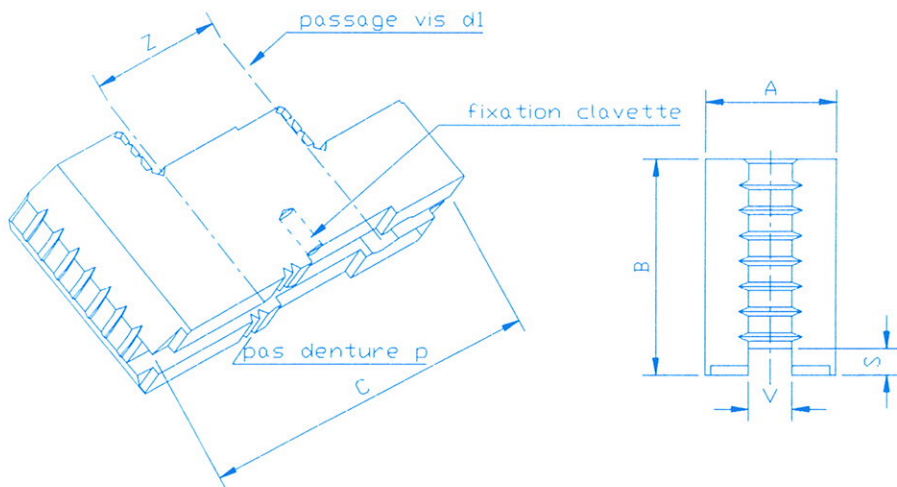 passage vis d1
Z
A
fixation clavette
B
S
pas denture p
C
V